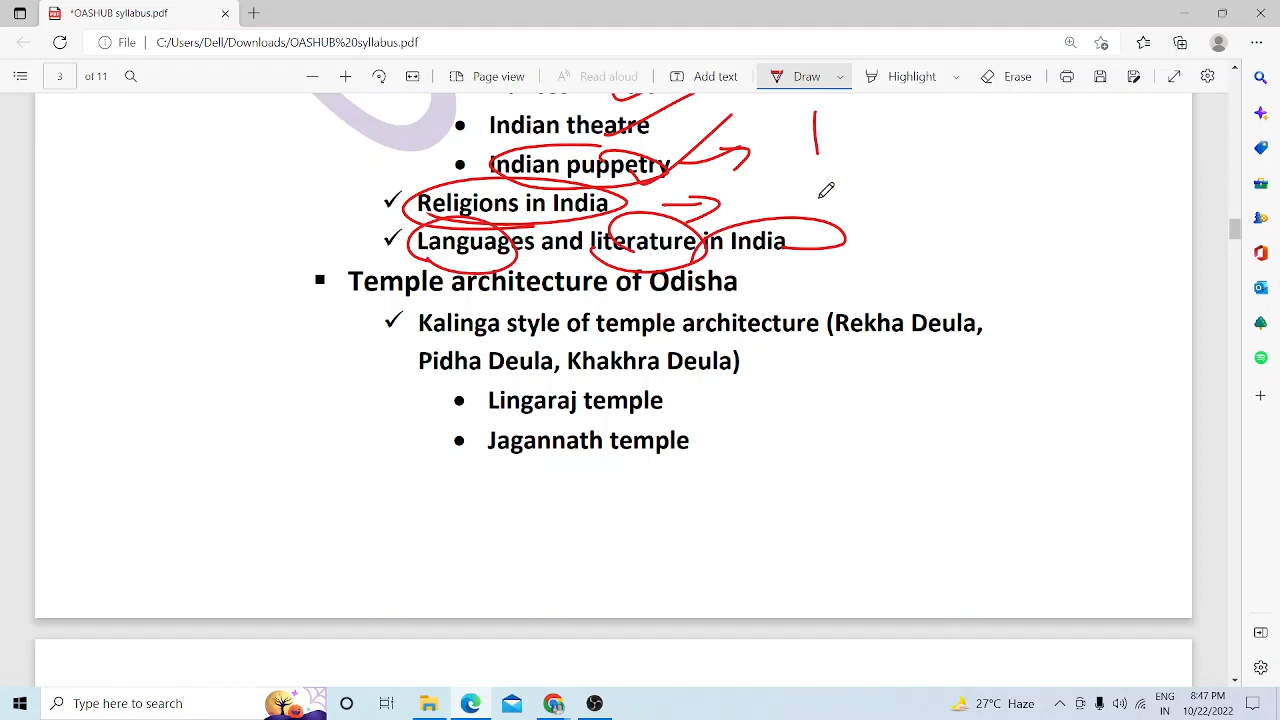 *OASHUB syllabus.pdf
File
C:/Users/Dell/Downloads/OASHUB%20syllabus.pdf
3 of 11
Page view
Read aloud
Add text
Draw
Highlight
Erase
Indian theatre
Indian puppetry
Religions in India
Languages and literature in India
Temple architecture of Odisha
Kalinga style of temple architecture (Rekha Deula,
Pidha Deula, Khakhra Deula)
Lingaraj temple
Jagannath temple
Type here to search
27°C Haze
ENG
IN
8:47 PM
10/22/2022